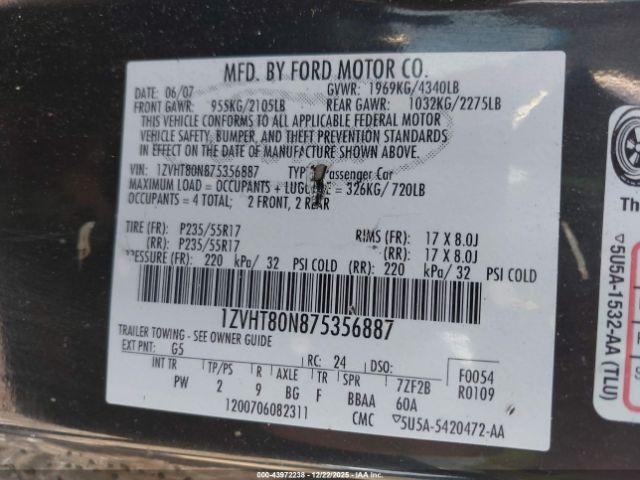 MFD. BY FORD MOTOR CO.
DATE 06/07 GVWR: 1969KG/4340LB
FRONT GAWR: 955KG/2105LB REAR GAWR: 1032KG/2275LB
THIS VEHICLE CONFORMS TO ALL APPLICABLE FEDERAL MOTOR
VEHICLE SAFETY, BUMPER, AND THEFT PREVENTION STANDARDS
IN EFFECT ON THE DATE OF MANUFACTURE SHOWN ABOVE.
VIN: 1ZVHT80N875356887 TYP Passenger Car
MAXIMUM LOAD = OCCUPANTS + LUG E = 326KG/720LB
OCCUPANTS = 4 TOTAL; 2 FRONT, 2 REAR
TIRE (FR): P235/55R17 RIMS (FR): 17 X 8.0J
(RR): P235/55R17 (RR): 17 X 8.0J
PRESSURE (FR): 220 kPa/ 32 PSI COLD (RR): 220 kPa/ 32 PSI COLD
1ZVHT80N875356887
TRAILER TOWING - SEE OWNER GUIDE
EXT PNT: G5 RC: 24 DSO: F0054
INT TR TP/PS R AXLE TR SPR 7ZF2B R0109
PW 2 9 BG F BBAA 60A
1200706082311 CMC ▽5U5A-5420472-AA
Th
▽5U5A-1532-AA (TLU)
000-43972238 - 12/22/2025 - IAA Inc.